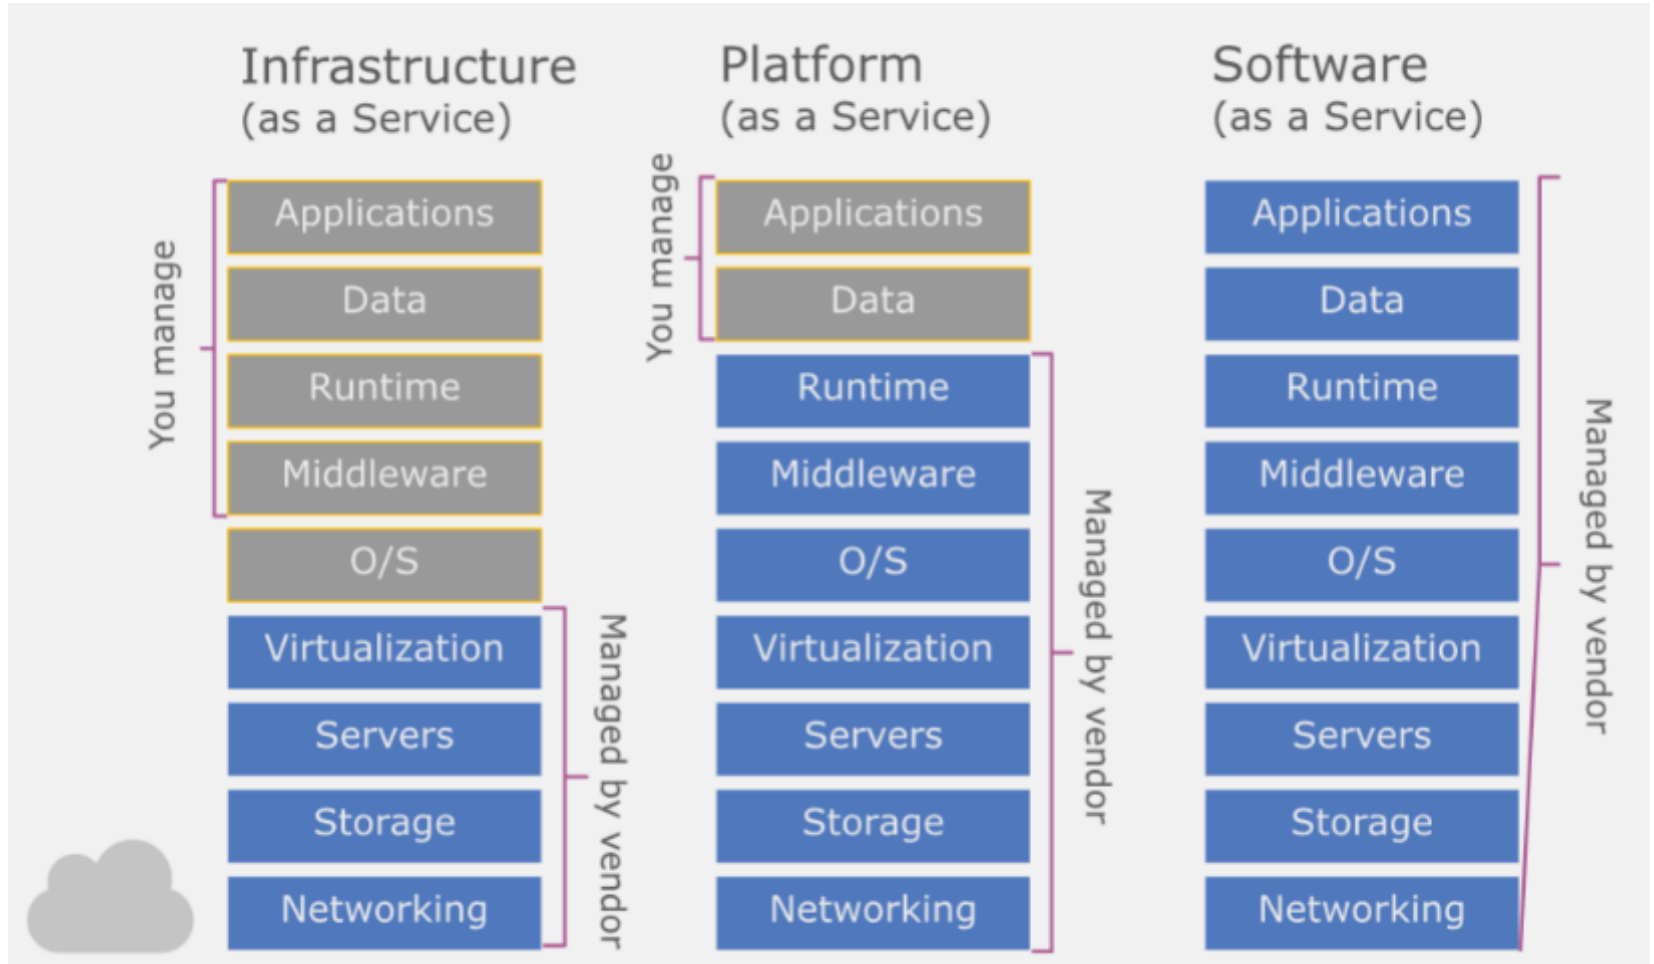 Infrastructure
(as a Service)
You manage
Applications
Data
Runtime
Middleware
O/S
Virtualization
Servers
Storage
Networking
Managed by vendor
Platform
(as a Service)
You manage
Applications
Data
Runtime
Middleware
O/S
Virtualization
Servers
Storage
Networking
Managed by vendor
Software
(as a Service)
Applications
Data
Runtime
Middleware
O/S
Virtualization
Servers
Storage
Networking
Managed by vendor